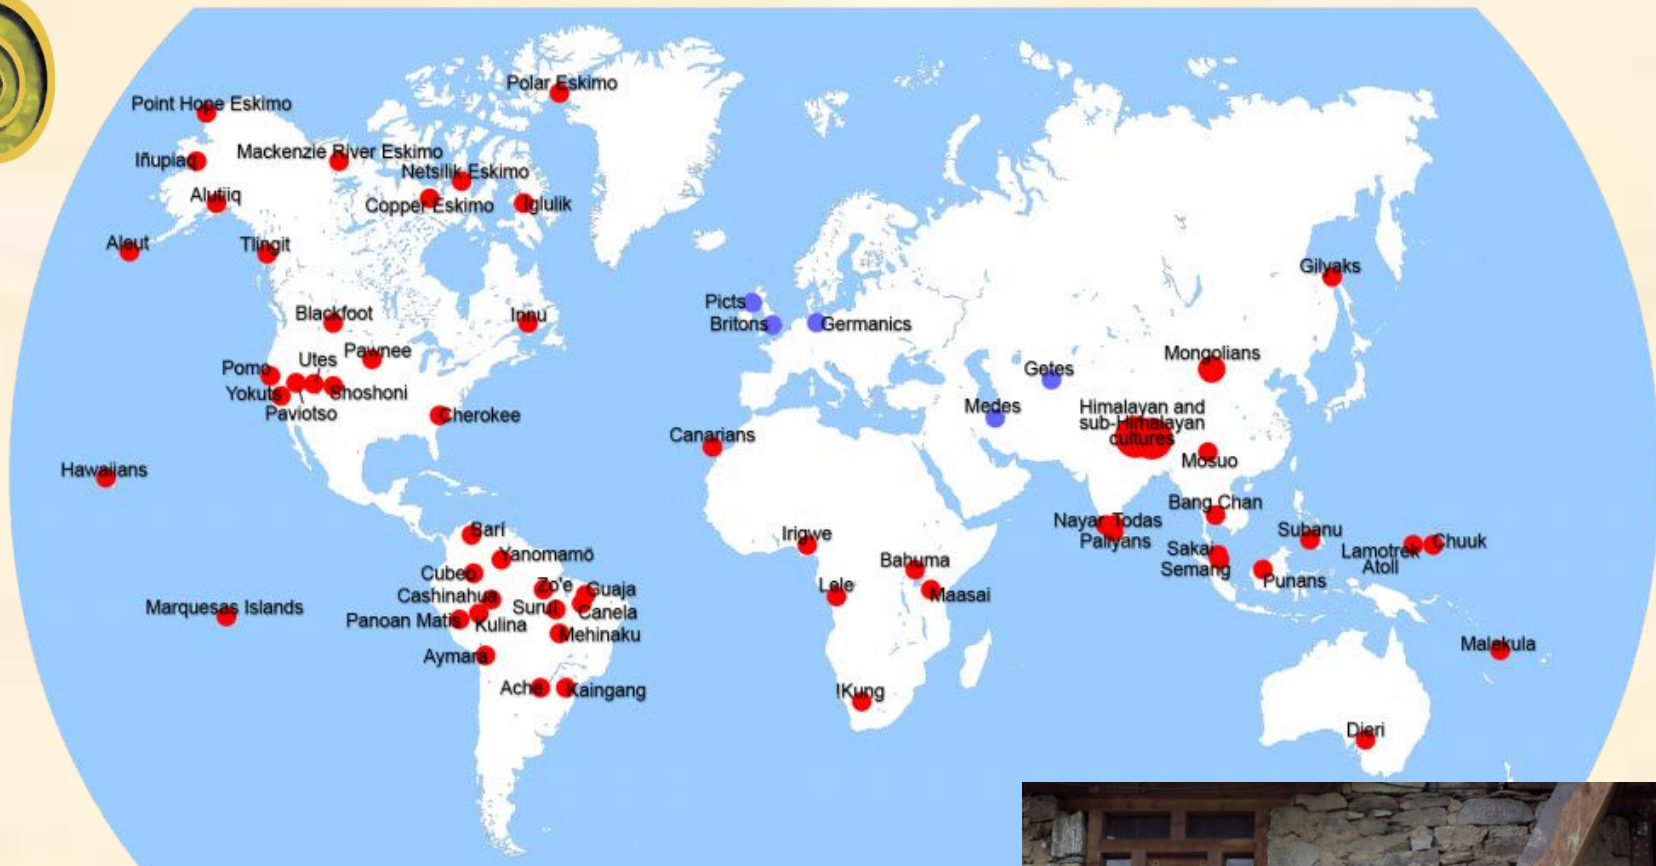 Polar Eskimo
Point Hope Eskimo
Iñupiaq
Mackenzie River Eskimo
Netsilik Eskimo
Alutiiq
Copper Eskimo
Iglulik
Aleut
Tlingit
Gilyaks
Picts
Britons
Germanics
Blackfoot
Innu
Pawnee
Utes
Pomo
Yokuts
Shoshoni
Paviotso
Cherokee
Mongolians
Getes
Medes
Himalayan and
sub-Himalayan
cultures
Canarians
Mosuo
Hawaiians
Bang Chan
Nayar Todas
Paliyans
Subanu
Sakai
Semang
Punans
Lamotrek
Atoll
Chuuk
Bari
Yanomamö
Cubeo
Cashinahua
Zo'e
Guaja
Surui
Canela
Panoan Matis
Kulina
Mehinaku
Marquesas Islands
Irigwe
Bahuma
Lele
Maasai
Aymara
Ache
Kaingang
!Kung
Malekula
Dieri